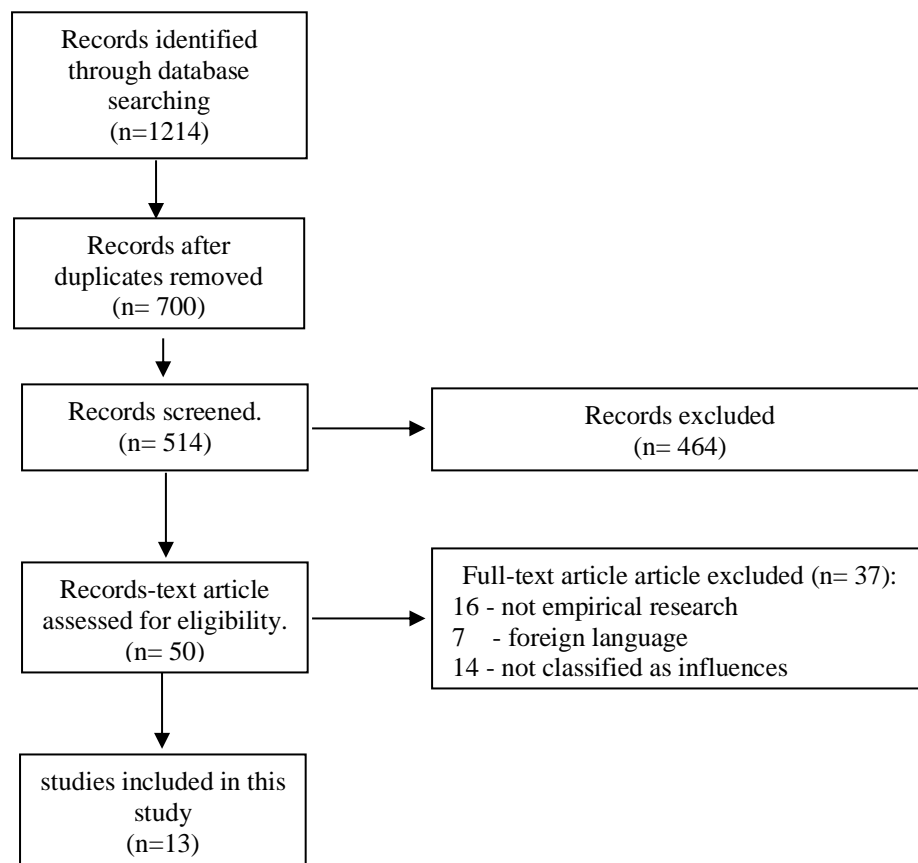 Records identified
through database
searching
(n=1214)
Records after
duplicates removed
(n= 700)
Records screened.
(n= 514)
Records excluded
(n= 464)
Records-text article
assessed for eligibility.
(n= 50)
Full-text article article excluded (n= 37):
16 - not empirical research
7 - foreign language
14 - not classified as influences
studies included in this
study
(n=13)